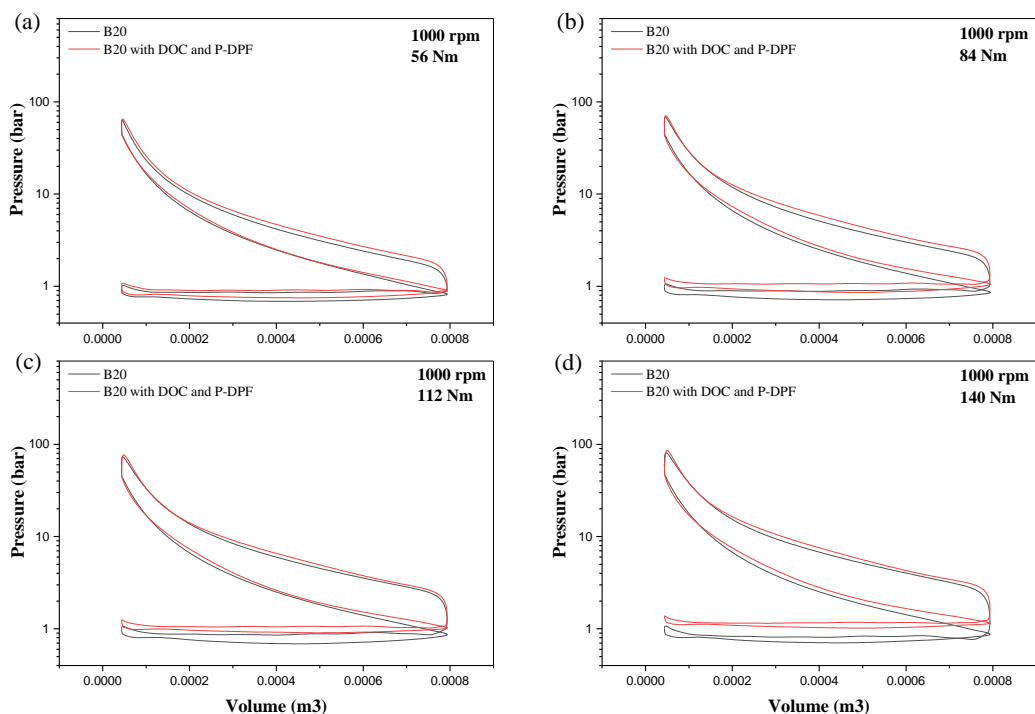 (a)
B20
B20 with DOC and P-DPF
1000 rpm
56 Nm
Pressure (bar)
100
10
1
0.0000
0.0002
0.0004
0.0006
0.0008
(b)
B20
B20 with DOC and P-DPF
1000 rpm
84 Nm
Pressure (bar)
100
10
1
0.0000
0.0002
0.0004
0.0006
0.0008
(c)
B20
B20 with DOC and P-DPF
1000 rpm
112 Nm
Pressure (bar)
100
10
1
0.0000
0.0002
0.0004
0.0006
0.0008
Volume (m3)
(d)
B20
B20 with DOC and P-DPF
1000 rpm
140 Nm
Pressure (bar)
100
10
1
0.0000
0.0002
0.0004
0.0006
0.0008
Volume (m3)